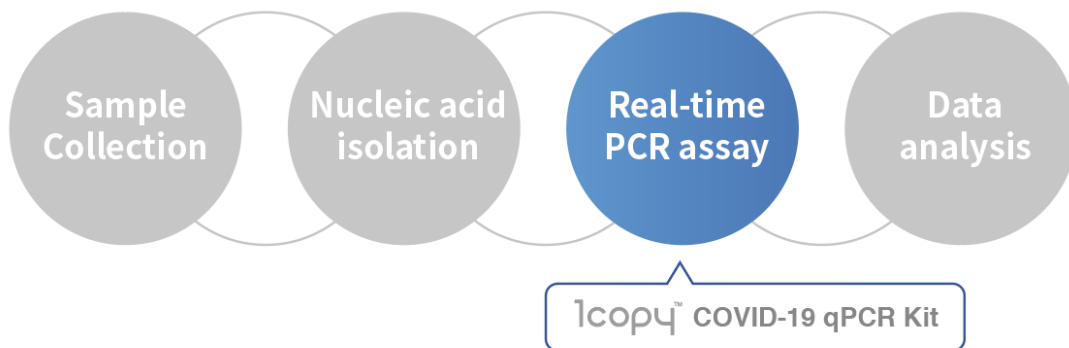 Sample
Collection
Nucleic acid
isolation
Real-time
PCR assay
Data
analysis
1copy™ COVID-19 qPCR Kit